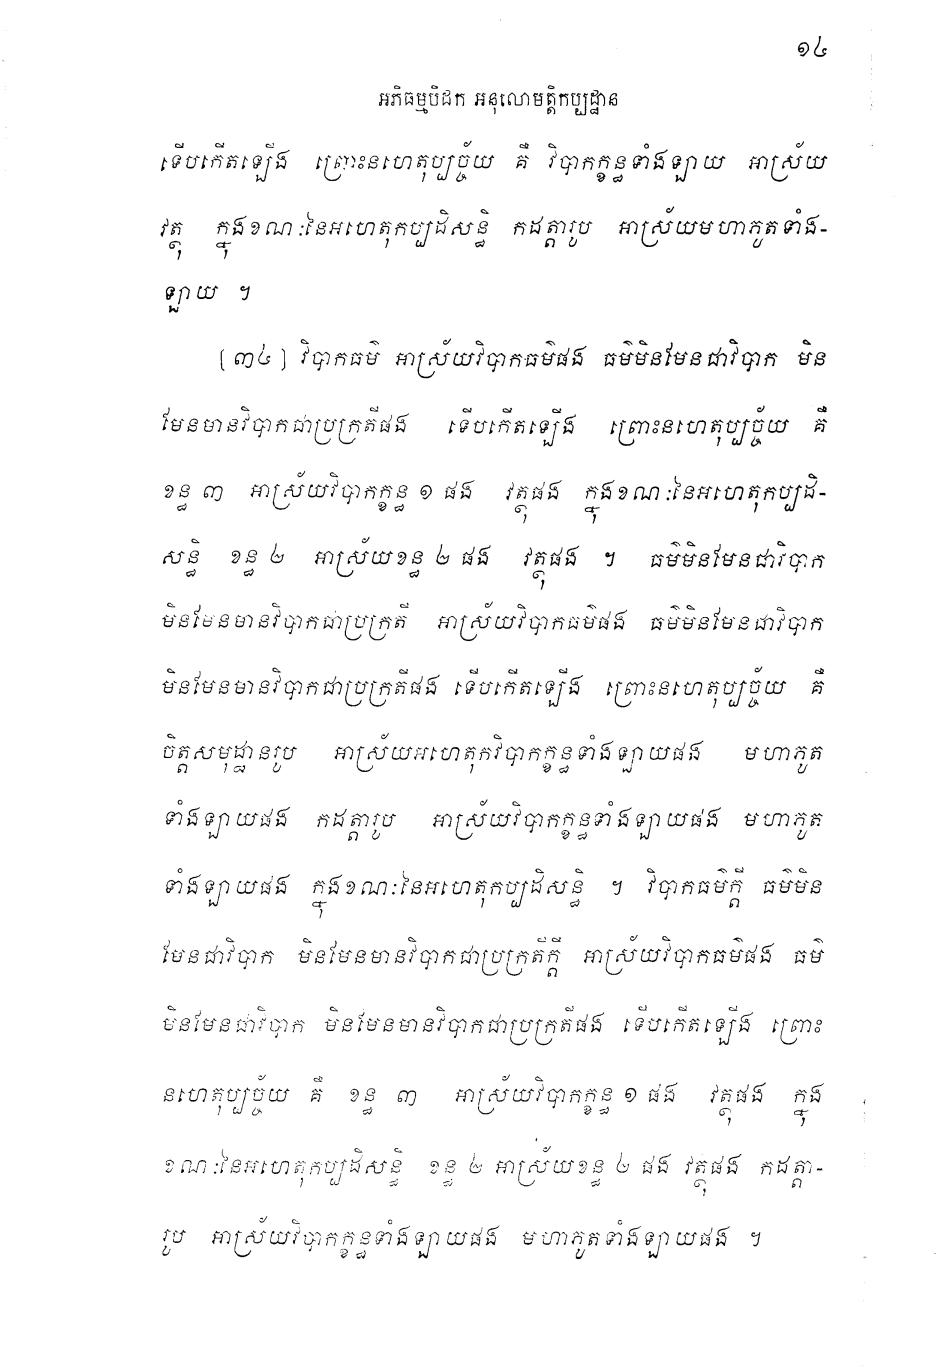 ១៤
អភិធម្មបិដក អនុលោមត្តិកប្បដ្ឋាន
ទើបកើតឡើង ព្រោះនហេតុប្បច្ច័យ គឺ វិបាកក្ខន្ធទាំងឡាយ អាស្រ័យ
វត្ថុ ក្នុងខណៈនៃអហេតុកប្បដិសន្ធិ កដត្តារូប អាស្រ័យមហាភូតទាំង-
ឡាយ ។
[៣៤] វិបាកធម៌ អាស្រ័យវិបាកធម៌ផង ធម៌មិនមែនជាវិបាក មិន
មែនមានវិបាកជាប្រក្រតីផង ទើបកើតឡើង ព្រោះនហេតុប្បច្ច័យ គឺ
ខន្ធ ៣ អាស្រ័យវិបាកក្ខន្ធ ១ ផង វត្ថុផង ក្នុងខណៈនៃអហេតុកប្បដិ-
សន្ធិ ខន្ធ ២ អាស្រ័យខន្ធ ២ ផង វត្ថុផង ។ ធម៌មិនមែនជាវិបាក
មិនមែនមានវិបាកជាប្រក្រតី អាស្រ័យវិបាកធម៌ផង ធម៌មិនមែនជាវិបាក
មិនមែនមានវិបាកជាប្រក្រតីផង ទើបកើតឡើង ព្រោះនហេតុប្បច្ច័យ គឺ
ចិត្តសមុដ្ឋានរូប អាស្រ័យអហេតុកវិបាកក្ខន្ធទាំងឡាយផង មហាភូត
ទាំងឡាយផង កដត្តារូប អាស្រ័យវិបាកក្ខន្ធទាំងឡាយផង មហាភូត
ទាំងឡាយផង ក្នុងខណៈនៃអហេតុកប្បដិសន្ធិ ។ វិបាកធម៌ក្តី ធម៌មិន
មែនជាវិបាក មិនមែនមានវិបាកជាប្រក្រតីក្តី អាស្រ័យវិបាកធម៌ផង ធម៌
មិនមែនជាវិបាក មិនមែនមានវិបាកជាប្រក្រតីផង ទើបកើតឡើង ព្រោះ
នហេតុប្បច្ច័យ គឺ ខន្ធ ៣ អាស្រ័យវិបាកក្ខន្ធ ១ ផង វត្ថុផង ក្នុង
ខណៈនៃអហេតុកប្បដិសន្ធិ ខន្ធ ២ អាស្រ័យខន្ធ ២ ផង វត្ថុផង កដត្តា-
រូប អាស្រ័យវិបាកក្ខន្ធទាំងឡាយផង មហាភូតទាំងឡាយផង ។